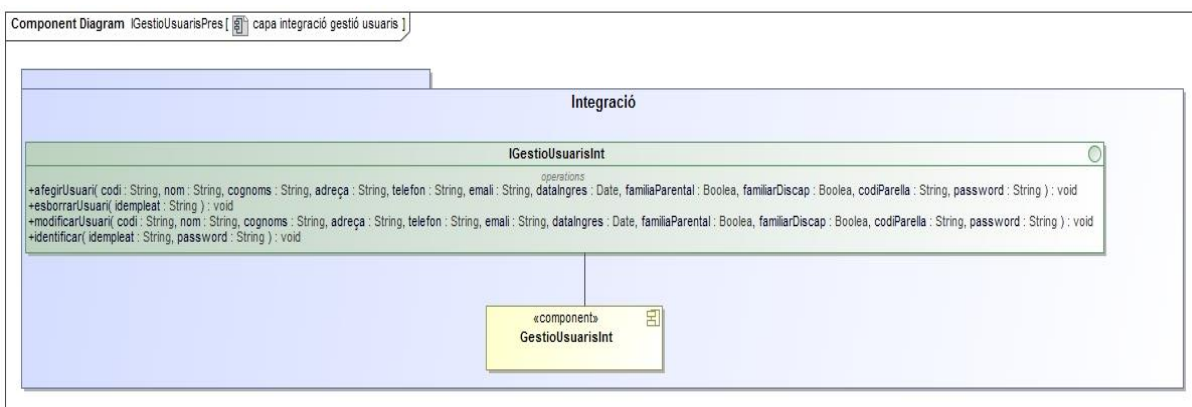 Component Diagram IGestioUsuarisPres [ capa integració gestió usuaris ]
Integració
IGestioUsuarisInt
operations
+afegirUsuari( codi : String, nom : String, cognoms : String, adreça : String, telefon : String, emali : String, dataIngres : Date, familiaParental : Boolea, familiarDiscap : Boolea, codiParella : String, password : String ) : void
+esborrarUsuari( idempleat : String ) : void
+modificarUsuari( codi : String, nom : String, cognoms : String, adreça : String, telefon : String, emali : String, dataIngres : Date, familiaParental : Boolea, familiarDiscap : Boolea, codiParella : String, password : String ) : void
+identificar( idempleat : String, password : String ) : void
«component»
GestioUsuarisInt